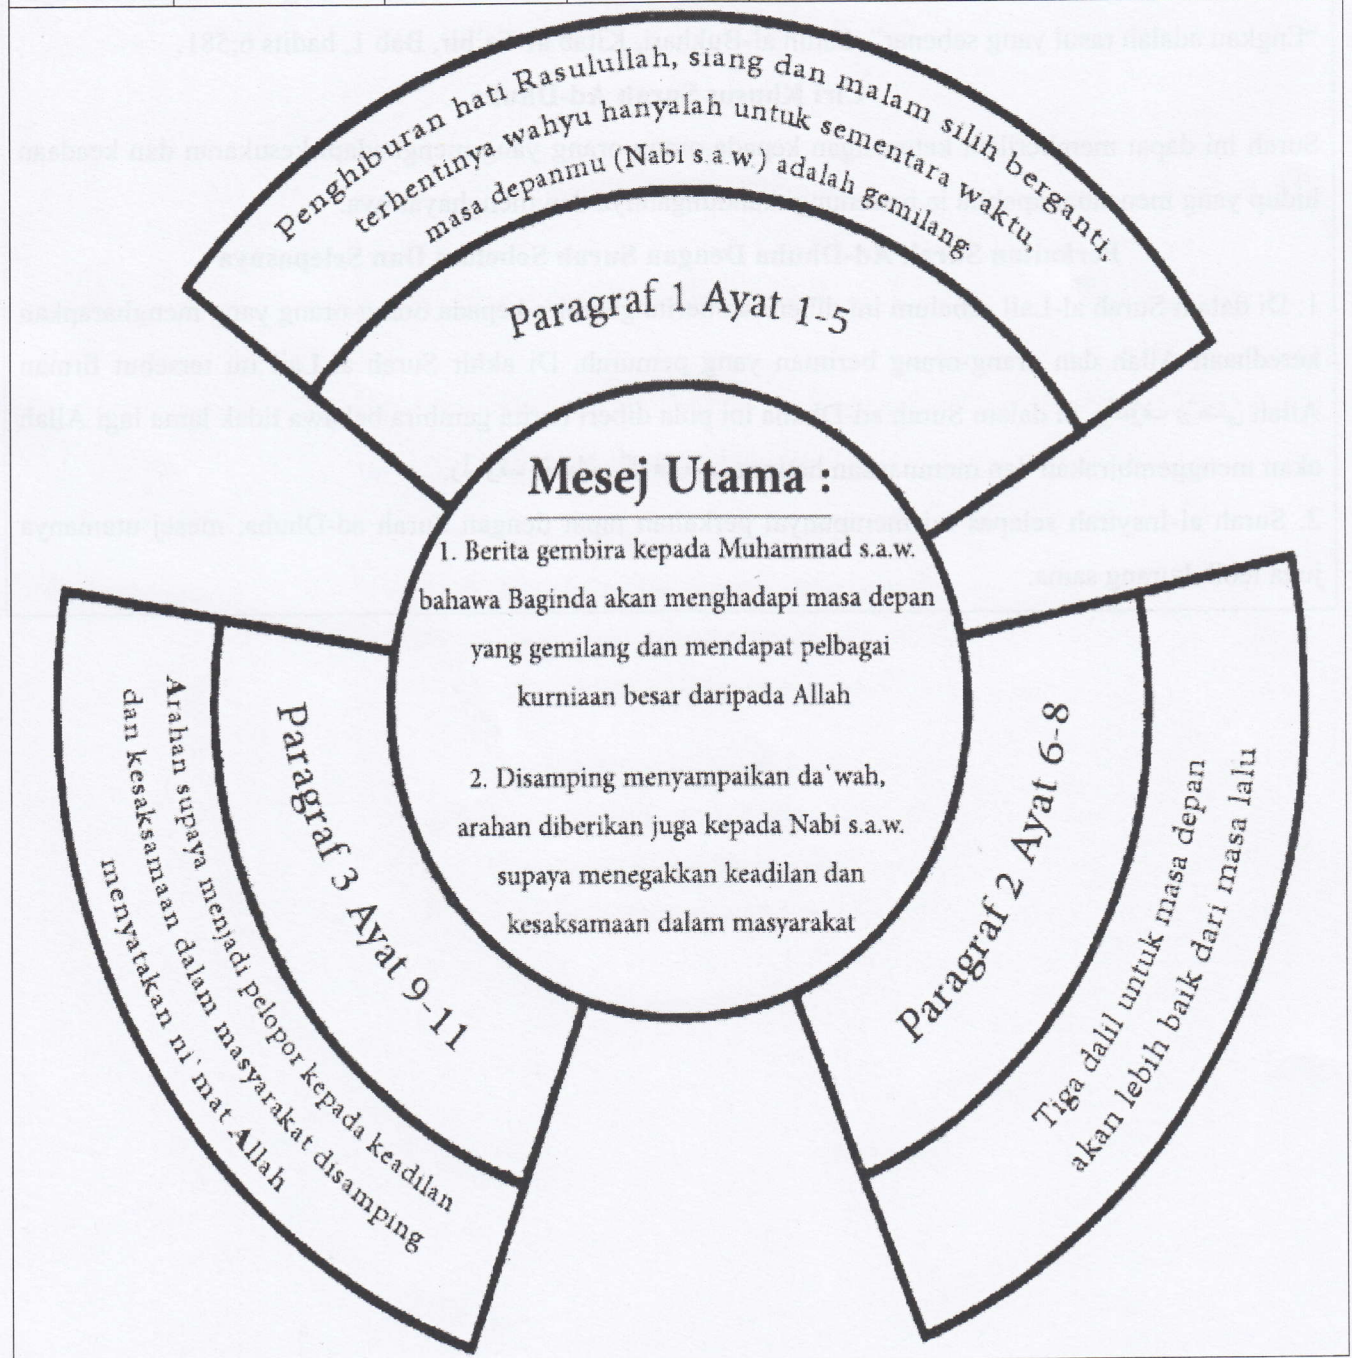 Penghiburan hati Rasulullah, siang dan malam silih berganti,
terhentinya wahyu hanyalah untuk sementara waktu,
masa depanmu (Nabi s.a.w.) adalah gemilang.
Paragraf 1 Ayat 1-5
Mesej Utama :
1. Berita gembira kepada Muhammad s.a.w.
bahawa Baginda akan menghadapi masa depan
yang gemilang dan mendapat pelbagai
kurniaan besar daripada Allah
2. Disamping menyampaikan da'wah,
arahan diberikan juga kepada Nabi s.a.w.
supaya menegakkan keadilan dan
kesaksamaan dalam masyarakat
Paragraf 2 Ayat 6-8
Tiga dalil untuk masa depan
akan lebih baik dari masa lalu
Paragraf 3 Ayat 9-11
Arahan supaya menjadi pelopor kepada keadilan
dan kesaksamaan dalam masyarakat disamping
menyatakan ni'mat Allah